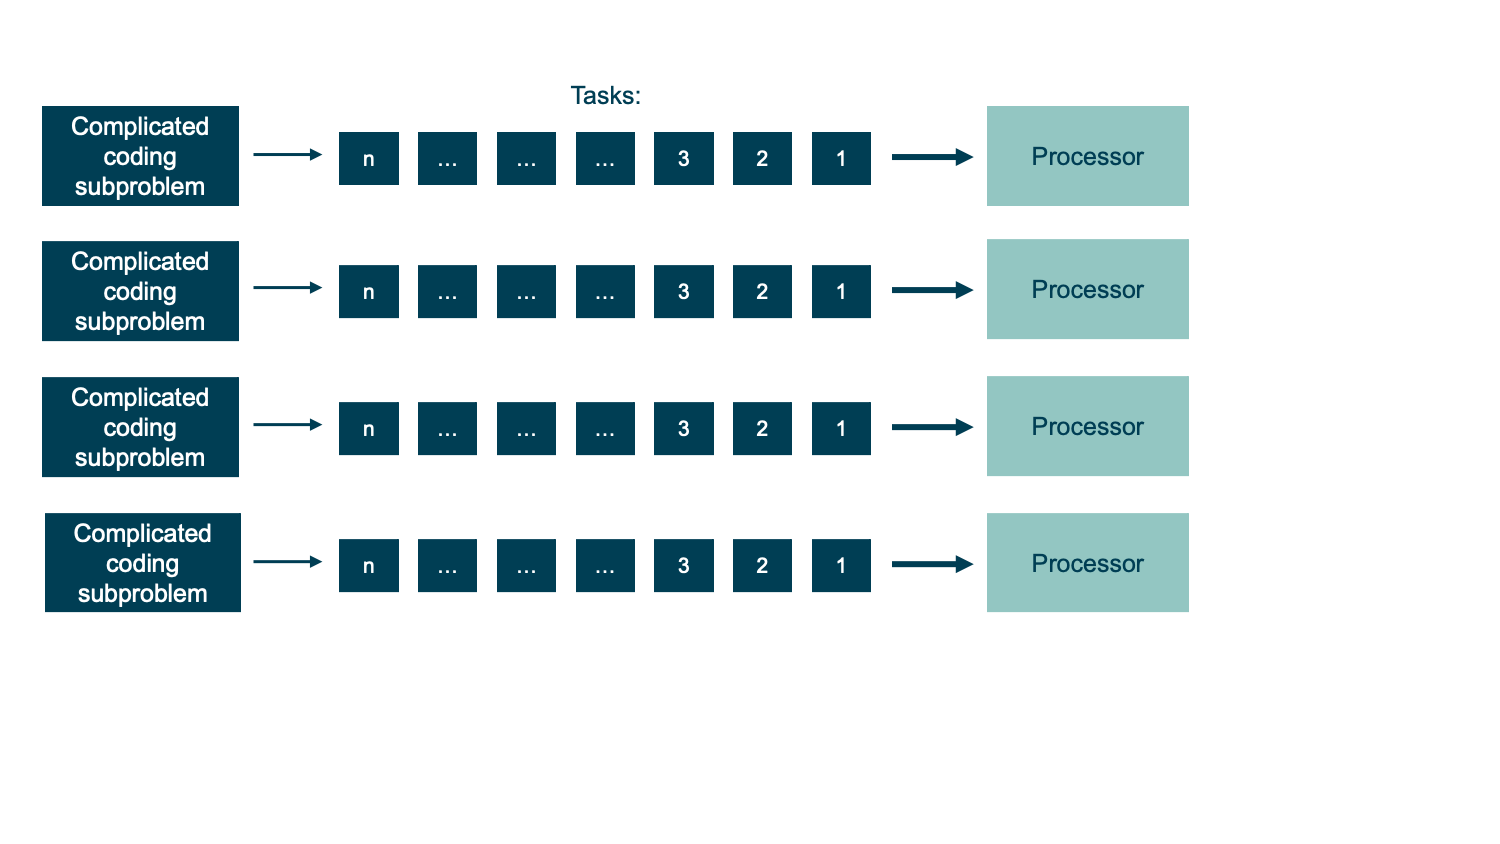 Tasks:
Complicated
coding
subproblem
n ... ... ... 3 2 1
Processor
Complicated
coding
subproblem
n ... ... ... 3 2 1
Processor
Complicated
coding
subproblem
n ... ... ... 3 2 1
Processor
Complicated
coding
subproblem
n ... ... ... 3 2 1
Processor